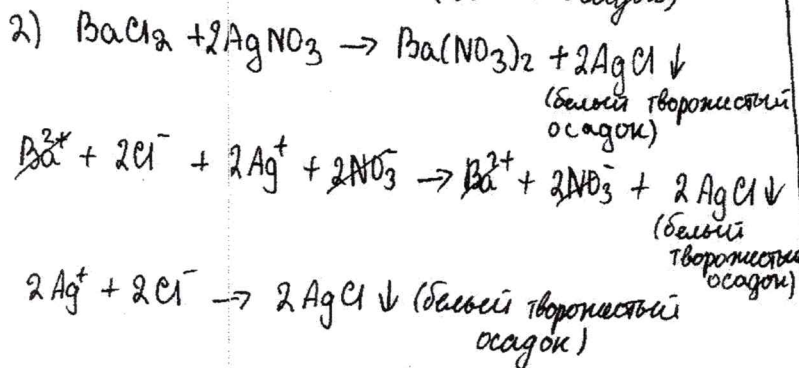 2) BaCl₂ + 2AgNO₃ → Ba(NO₃)₂ + 2AgCl ↓
(белый творожистый
осадок)
Ba²⁺ + 2Cl⁻ + 2Ag⁺ + 2NO₃⁻ → Ba²⁺ + 2NO₃⁻ + 2AgCl ↓
(белый
творожистый
осадок)
2Ag⁺ + 2Cl⁻ → 2AgCl ↓ (белый творожистый
осадок)